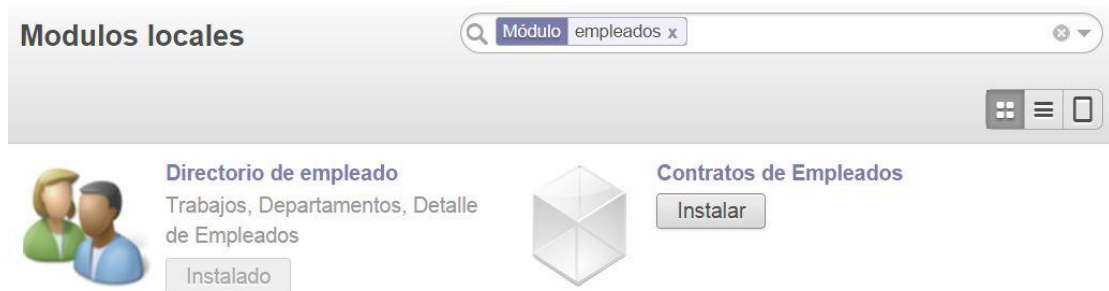 Modulos locales
Módulo empleados x
Directorio de empleado
Trabajos, Departamentos, Detalle
de Empleados
Instalado
Contratos de Empleados
Instalar